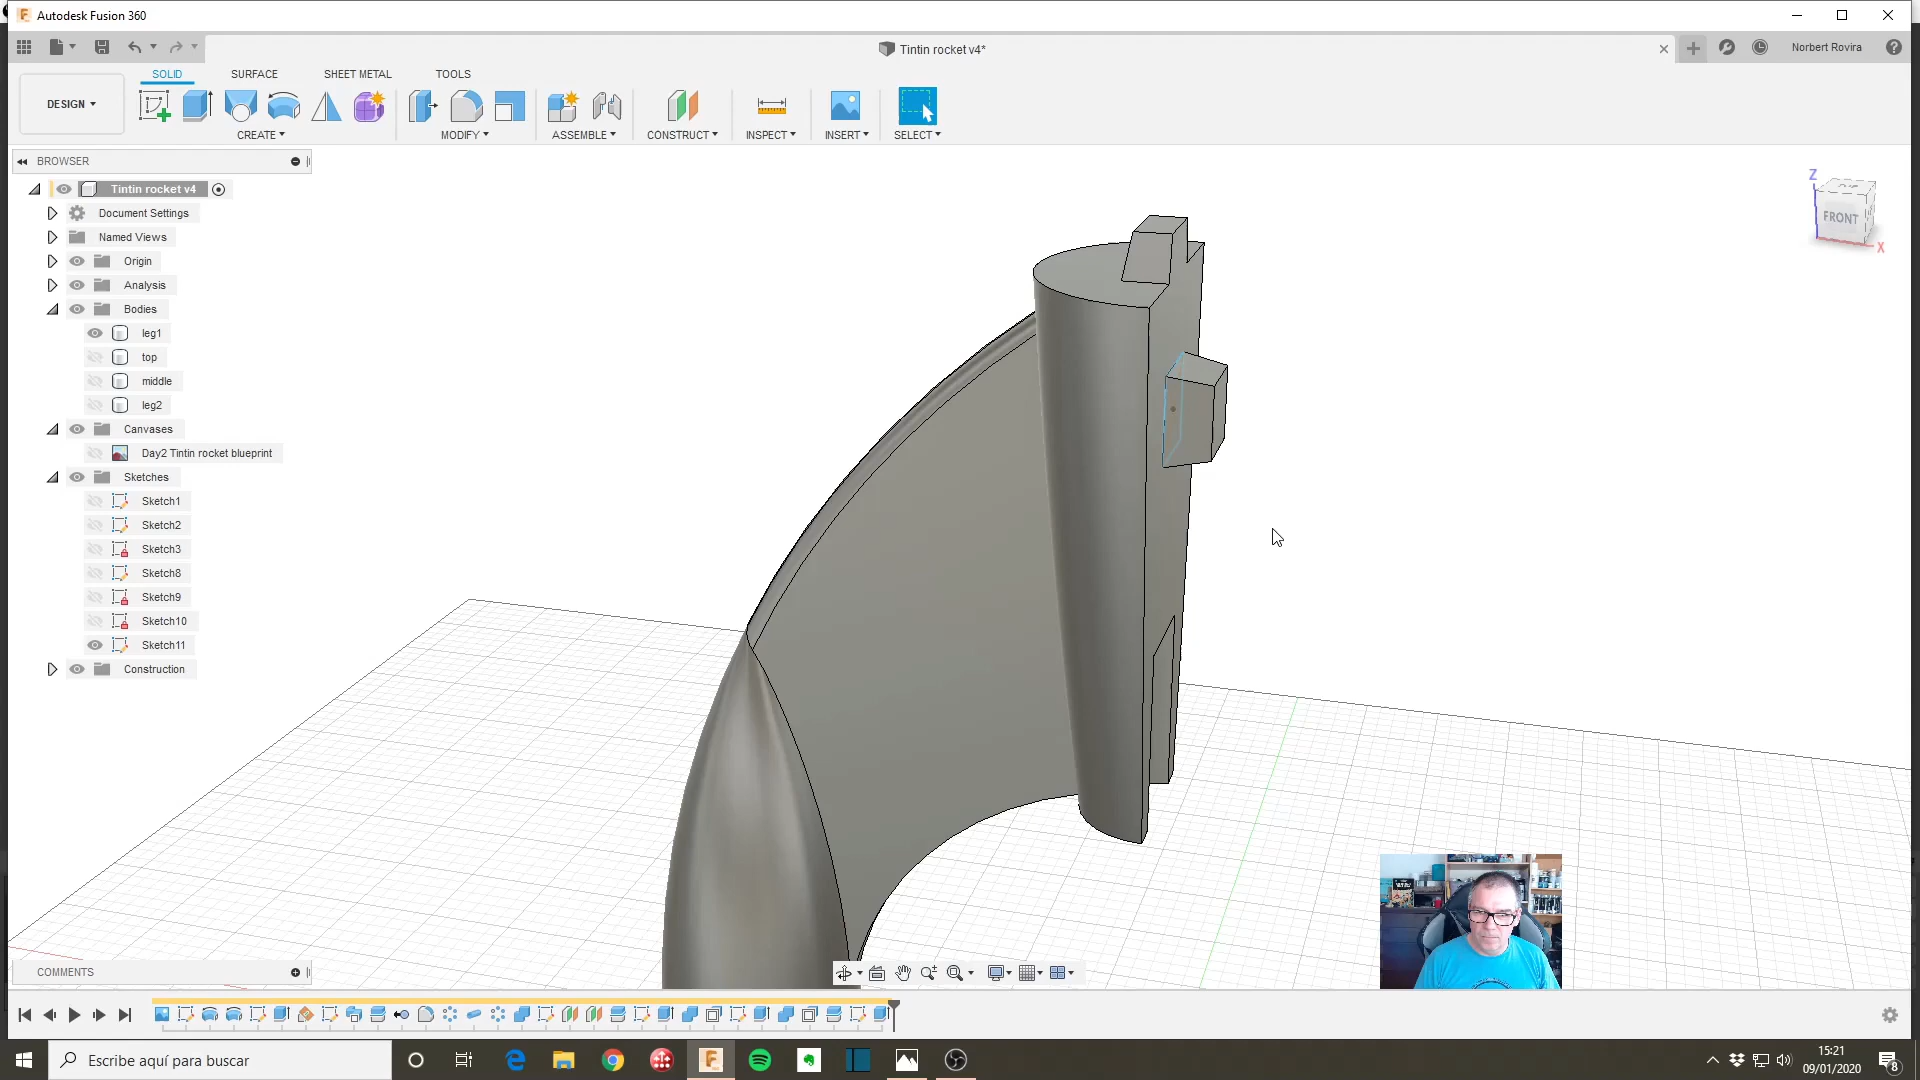 Autodesk Fusion 360
Tintin rocket v4*
Norbert Rovira
SOLID
SURFACE
SHEET METAL
TOOLS
DESIGN
CREATE
MODIFY
ASSEMBLE
CONSTRUCT
INSPECT
INSERT
SELECT
BROWSER
Tintin rocket v4
Document Settings
Named Views
Origin
Analysis
Bodies
leg1
top
middle
leg2
Canvases
Day2 Tintin rocket blueprint
Sketches
Sketch1
Sketch2
Sketch3
Sketch8
Sketch9
Sketch10
Sketch11
Construction
Z
FRONT
X
COMMENTS
Escribe aquí para buscar
15:21
09/01/2020
8